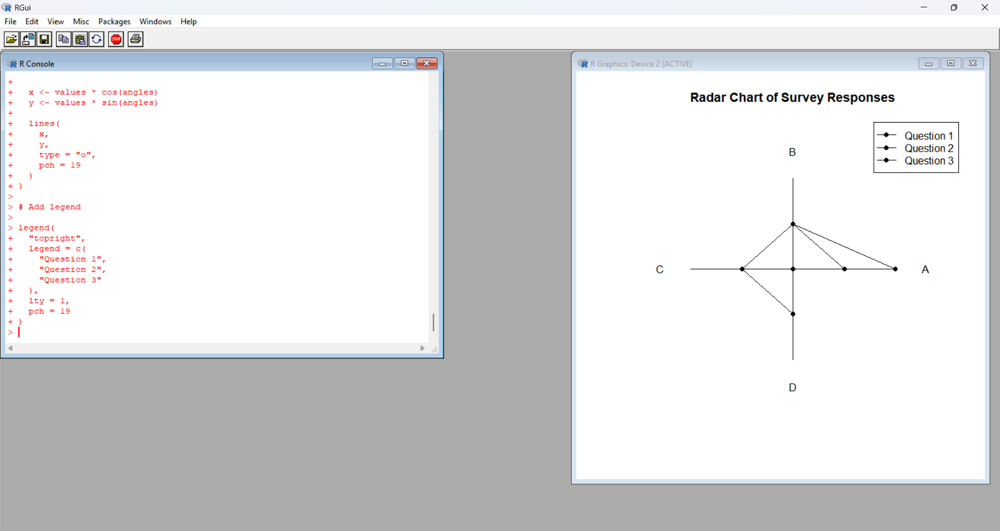 RGui
File Edit View Misc Packages Windows Help
STOP
R Console
+
+   x <- values * cos(angles)
+   y <- values * sin(angles)
+
+   lines(
+     x,
+     y,
+     type = "o",
+     pch = 19
+   )
+ }
>
> # Add legend
>
> legend(
+   "topright",
+   legend = c(
+     "Question 1",
+     "Question 2",
+     "Question 3"
+   ),
+   lty = 1,
+   pch = 19
+ )
>
R Graphics: Device 2 (ACTIVE)
Radar Chart of Survey Responses
Question 1
Question 2
Question 3
B
C
A
D